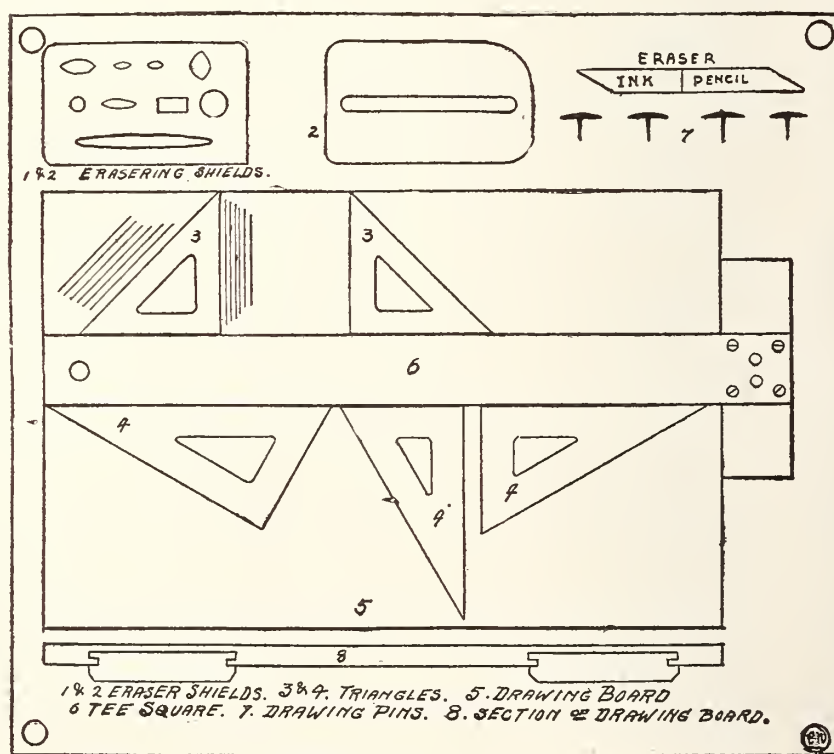 ERASER
INK PENCIL
2
7
1 & 2 ERASERING SHIELDS.
3 3
6
4
4
4
5
8
1 & 2 ERASER SHIELDS. 3 & 4. TRIANGLES. 5. DRAWING BOARD
6 TEE SQUARE. 7. DRAWING PINS. 8. SECTION OF DRAWING BOARD.